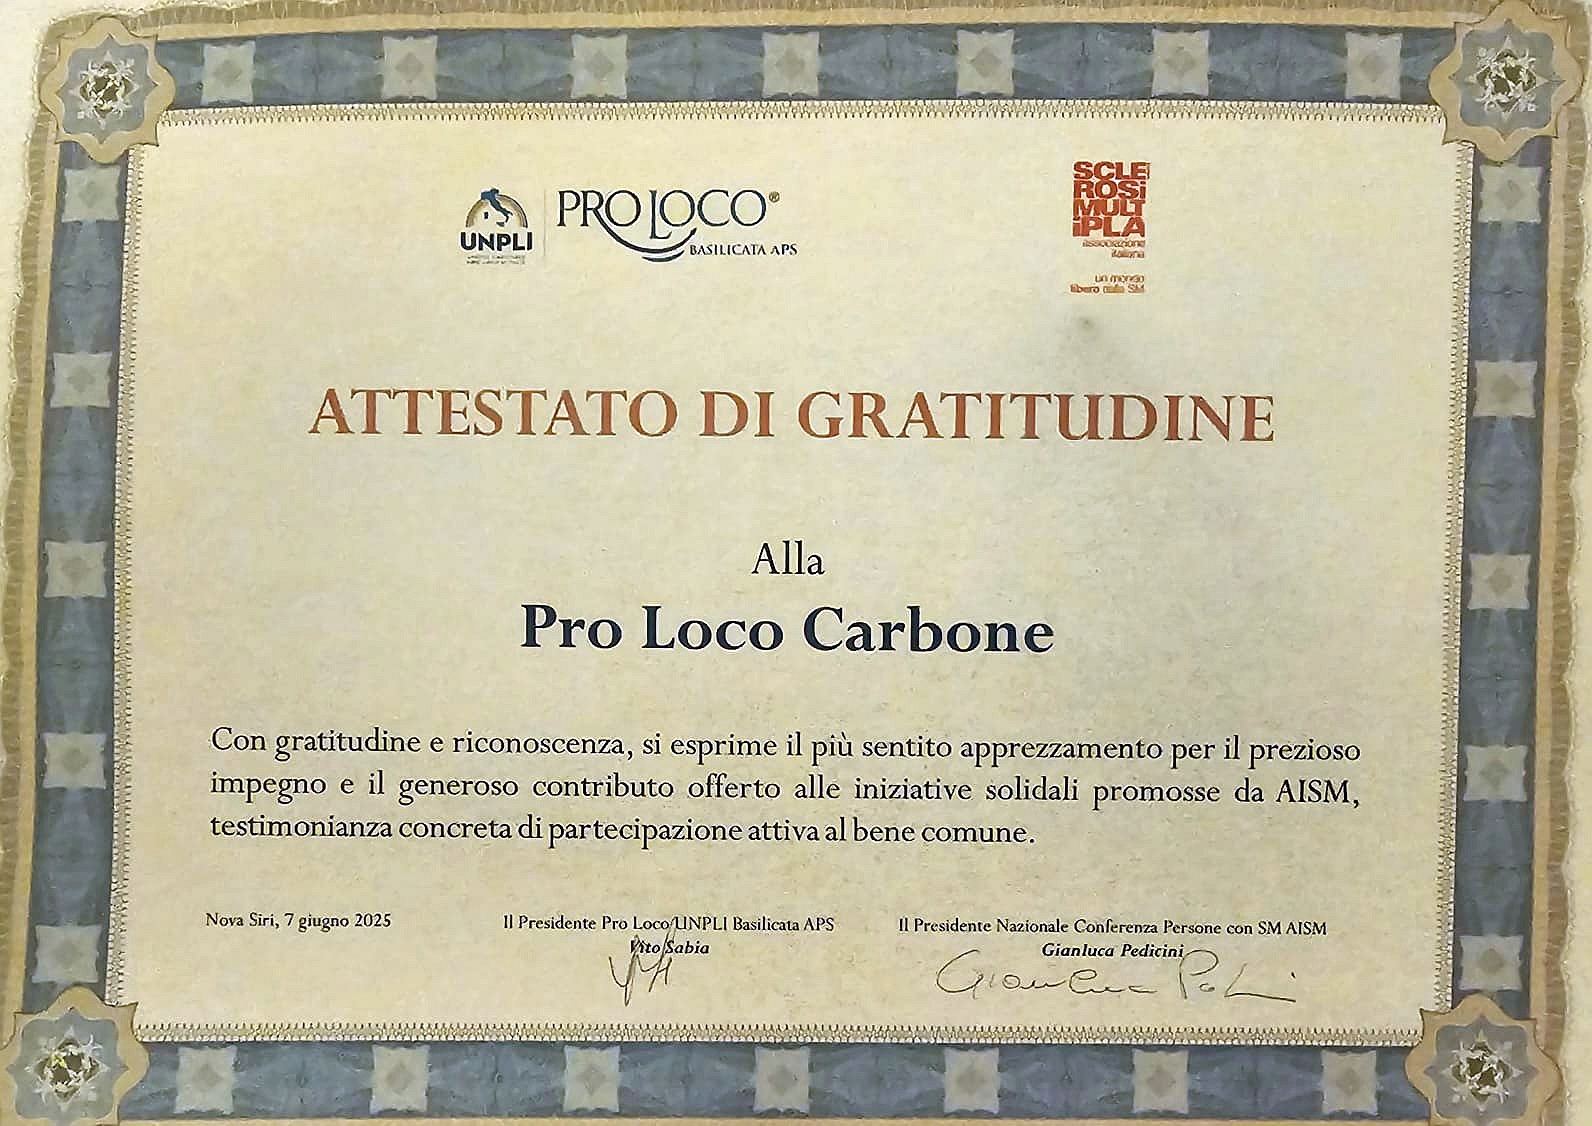 UNPLI
PRO LOCO®
BASILICATA APS
SCLE
ROSi
MULT
iPLA
associazione
italiana
un mondo
libero dalla SM
ATTESTATO DI GRATITUDINE
Alla
Pro Loco Carbone
Con gratitudine e riconoscenza, si esprime il più sentito apprezzamento per il prezioso
impegno e il generoso contributo offerto alle iniziative solidali promosse da AISM,
testimonianza concreta di partecipazione attiva al bene comune.
Nova Siri, 7 giugno 2025
Il Presidente Pro Loco/UNPLI Basilicata APS
Vito Sabia
Il Presidente Nazionale Conferenza Persone con SM AISM
Gianluca Pedicini
Gianluca